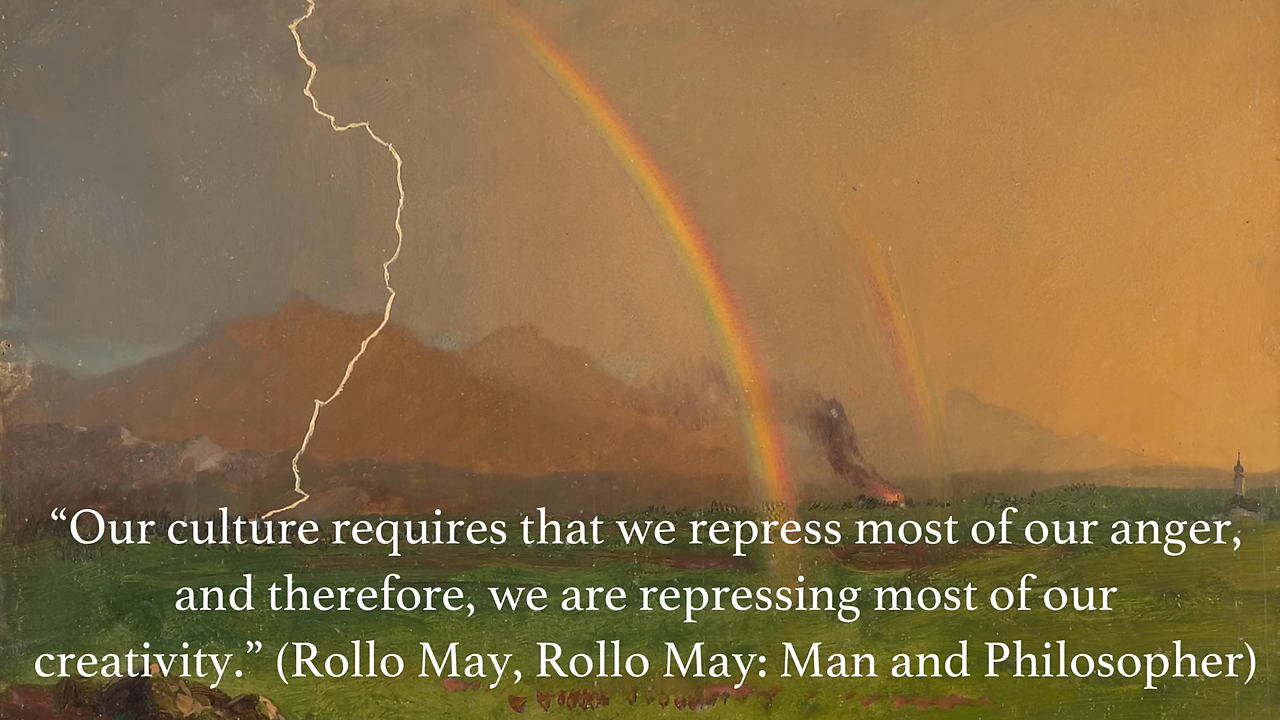 “Our culture requires that we repress most of our anger,
and therefore, we are repressing most of our
creativity.” (Rollo May, Rollo May: Man and Philosopher)